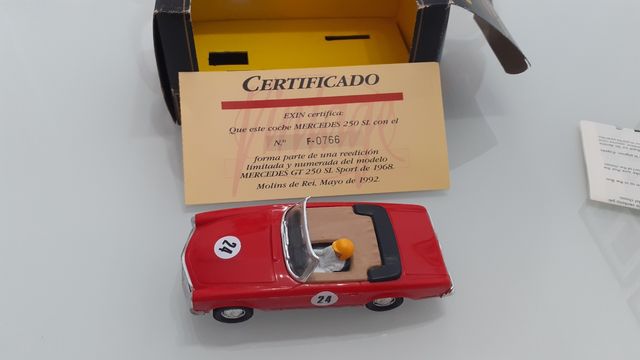 CERTIFICADO
Vintage
EXIN certifica:
Que este coche MERCEDES 250 SL con el
N.º F-0766
forma parte de una reedición
limitada y numerada del modelo
MERCEDES GT 250 SL Sport de 1968.
Molins de Rei, Mayo de 1992.
24
24